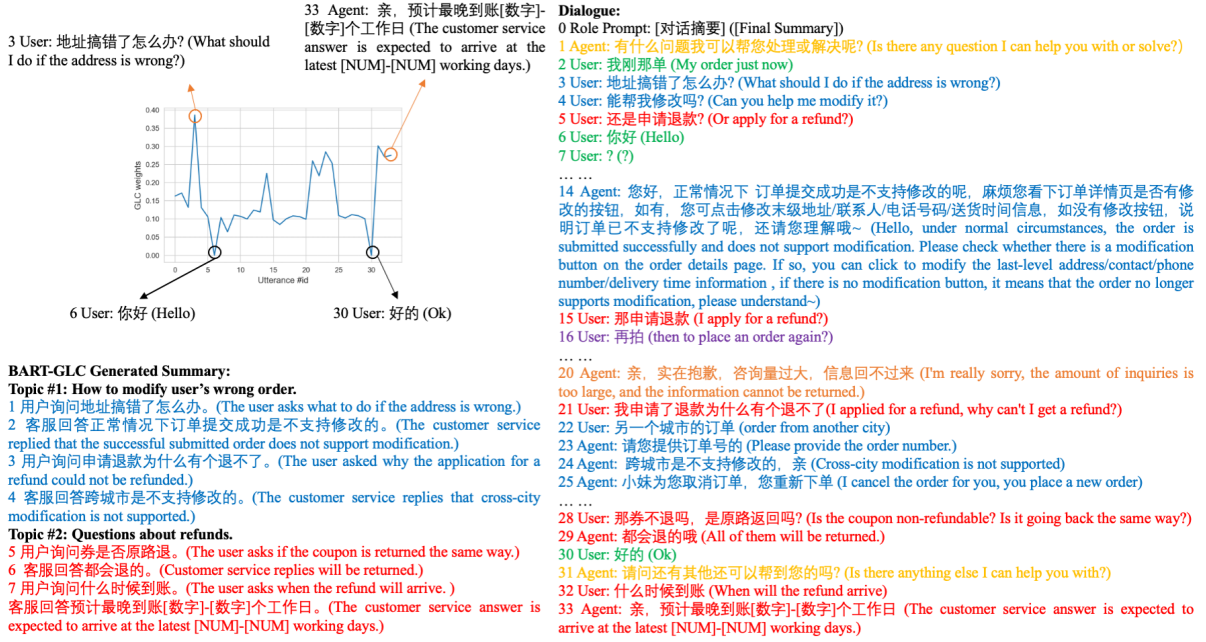 3 User: 地址搞错了怎么办? (What should
I do if the address is wrong?)
33 Agent: 亲，预计最晚到账[数字]-
[数字]个工作日 (The customer service
answer is expected to arrive at the
latest [NUM]-[NUM] working days.)
GLC weights
0.40
0.35
0.30
0.25
0.20
0.15
0.10
0.05
0.00
0 5 10 15 20 25 30
Utterance #id
6 User: 你好 (Hello)
30 User: 好的 (Ok)
BART-GLC Generated Summary:
Topic #1: How to modify user's wrong order.
1 用户询问地址搞错了怎么办。(The user asks what to do if the address is wrong.)
2 客服回答正常情况下订单提交成功是不支持修改的。(The customer service
replied that the successful submitted order does not support modification.)
3 用户询问申请退款为什么有个退不了。(The user asked why the application for a
refund could not be refunded.)
4 客服回答跨城市是不支持修改的。(The customer service replies that cross-city
modification is not supported.)
Topic #2: Questions about refunds.
5 用户询问券是否原路退。(The user asks if the coupon is returned the same way.)
6 客服回答都会退的。(Customer service replies will be returned.)
7 用户询问什么时候到账。(The user asks when the refund will arrive. )
客服回答预计最晚到账[数字]-[数字]个工作日。(The customer service answer is
expected to arrive at the latest [NUM]-[NUM] working days.)
Dialogue:
0 Role Prompt: [对话摘要] ([Final Summary])
1 Agent: 有什么问题我可以帮您处理或解决呢? (Is there any question I can help you with or solve?)
2 User: 我刚那单 (My order just now)
3 User: 地址搞错了怎么办? (What should I do if the address is wrong?)
4 User: 能帮我修改吗? (Can you help me modify it?)
5 User: 还是申请退款? (Or apply for a refund?)
6 User: 你好 (Hello)
7 User: ? (?)
… …
14 Agent: 您好，正常情况下 订单提交成功是不支持修改的呢，麻烦您看下订单详情页是否有修
改的按钮，如有，您可点击修改末级地址/联系人/电话号码/送货时间信息，如没有修改按钮，说
明订单已不支持修改了呢，还请您理解哦~ (Hello, under normal circumstances, the order is
submitted successfully and does not support modification. Please check whether there is a modification
button on the order details page. If so, you can click to modify the last-level address/contact/phone
number/delivery time information , if there is no modification button, it means that the order no longer
supports modification, please understand~)
15 User: 那申请退款 (I apply for a refund?)
16 User: 再拍 (then to place an order again?)
… …
20 Agent: 亲，实在抱歉，咨询量过大，信息回不过来 (I'm really sorry, the amount of inquiries is
too large, and the information cannot be returned.)
21 User: 我申请了退款为什么有个退不了(I applied for a refund, why can't I get a refund?)
22 User: 另一个城市的订单 (order from another city)
23 Agent: 请您提供订单号的 (Please provide the order number.)
24 Agent: 跨城市是不支持修改的，亲 (Cross-city modification is not supported)
25 Agent: 小妹为您取消订单，您重新下单 (I cancel the order for you, you place a new order)
… …
28 User: 那券不退吗，是原路返回吗? (Is the coupon non-refundable? Is it going back the same way?)
29 Agent: 都会退的哦 (All of them will be returned.)
30 User: 好的 (Ok)
31 Agent: 请问还有其他还可以帮到您的吗? (Is there anything else I can help you with?)
32 User: 什么时候到账 (When will the refund arrive)
33 Agent: 亲，预计最晚到账[数字]-[数字]个工作日 (The customer service answer is expected to
arrive at the latest [NUM]-[NUM] working days.)